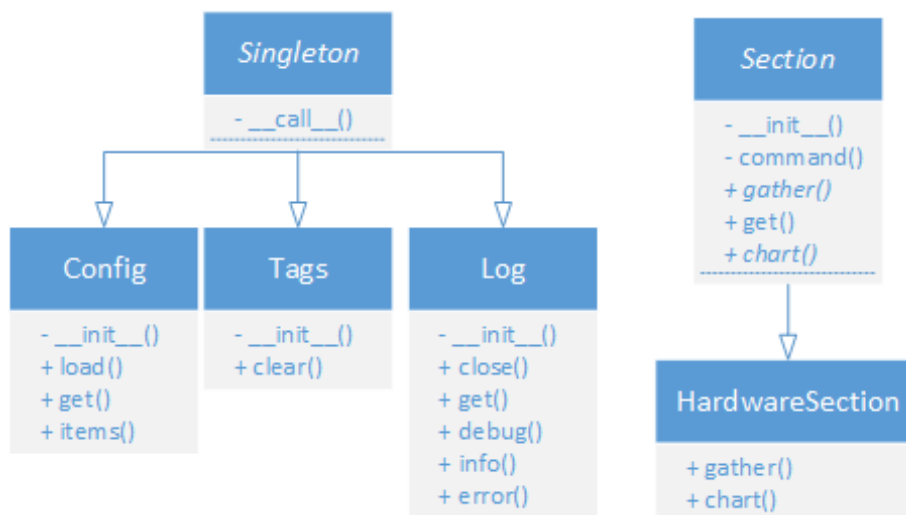 Singleton
- __call__()
Config
- __init__()
+ load()
+ get()
+ items()
Tags
- __init__()
+ clear()
Log
- __init__()
+ close()
+ get()
+ debug()
+ info()
+ error()
Section
- __init__()
- command()
+ gather()
+ get()
+ chart()
HardwareSection
+ gather()
+ chart()